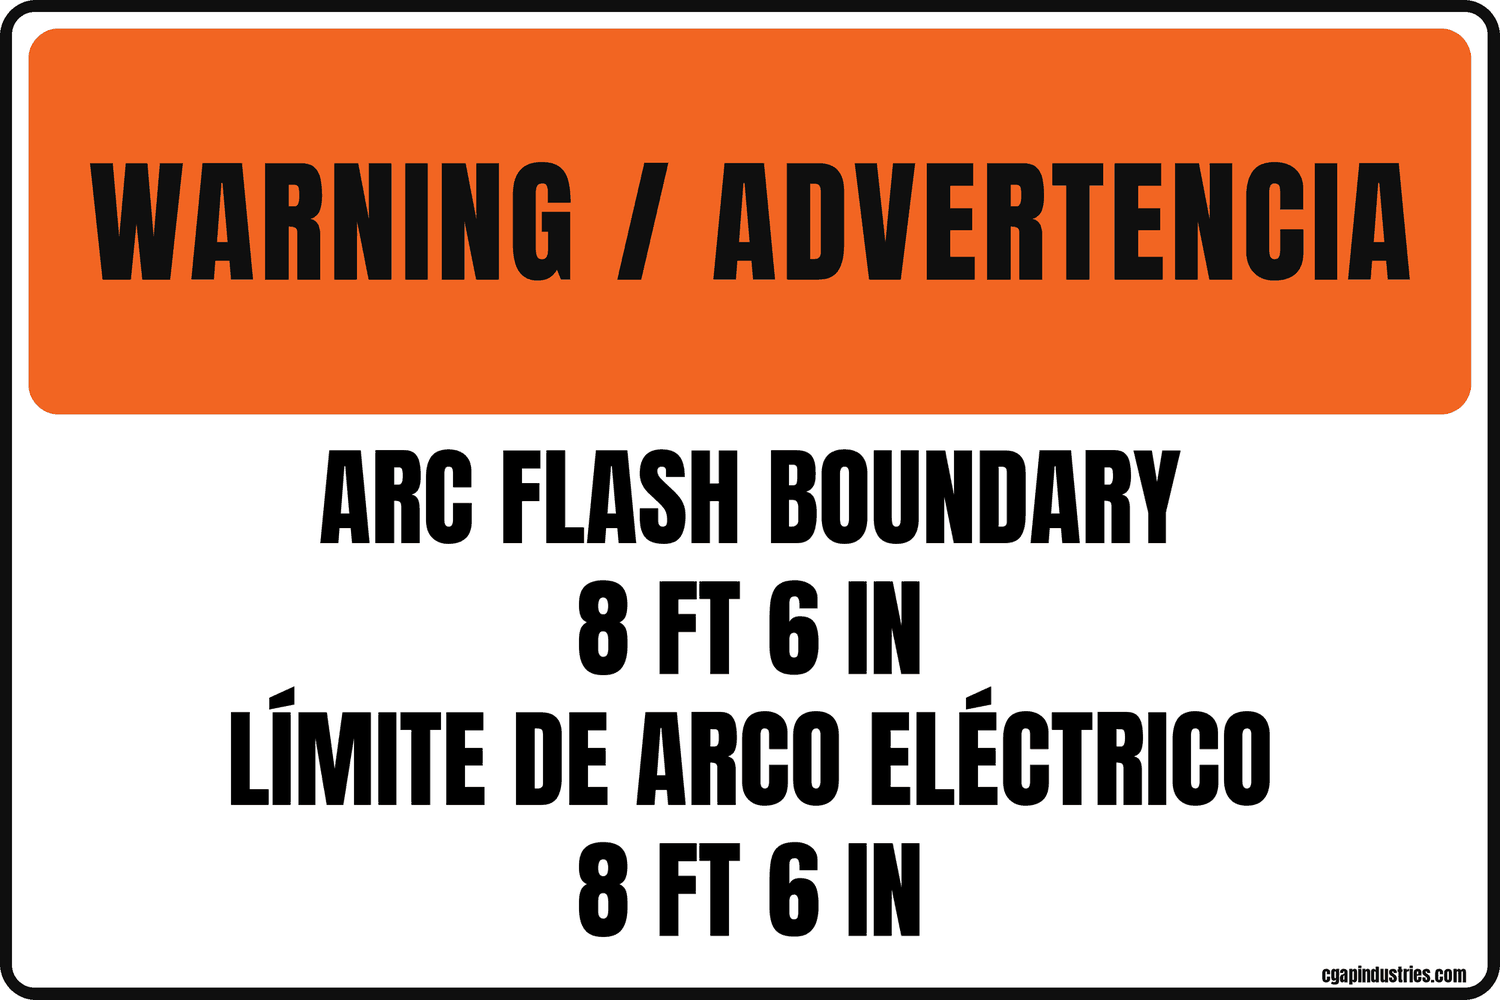 WARNING / ADVERTENCIA
ARC FLASH BOUNDARY
8 FT 6 IN
LÍMITE DE ARCO ELÉCTRICO
8 FT 6 IN
cgapindustries.com